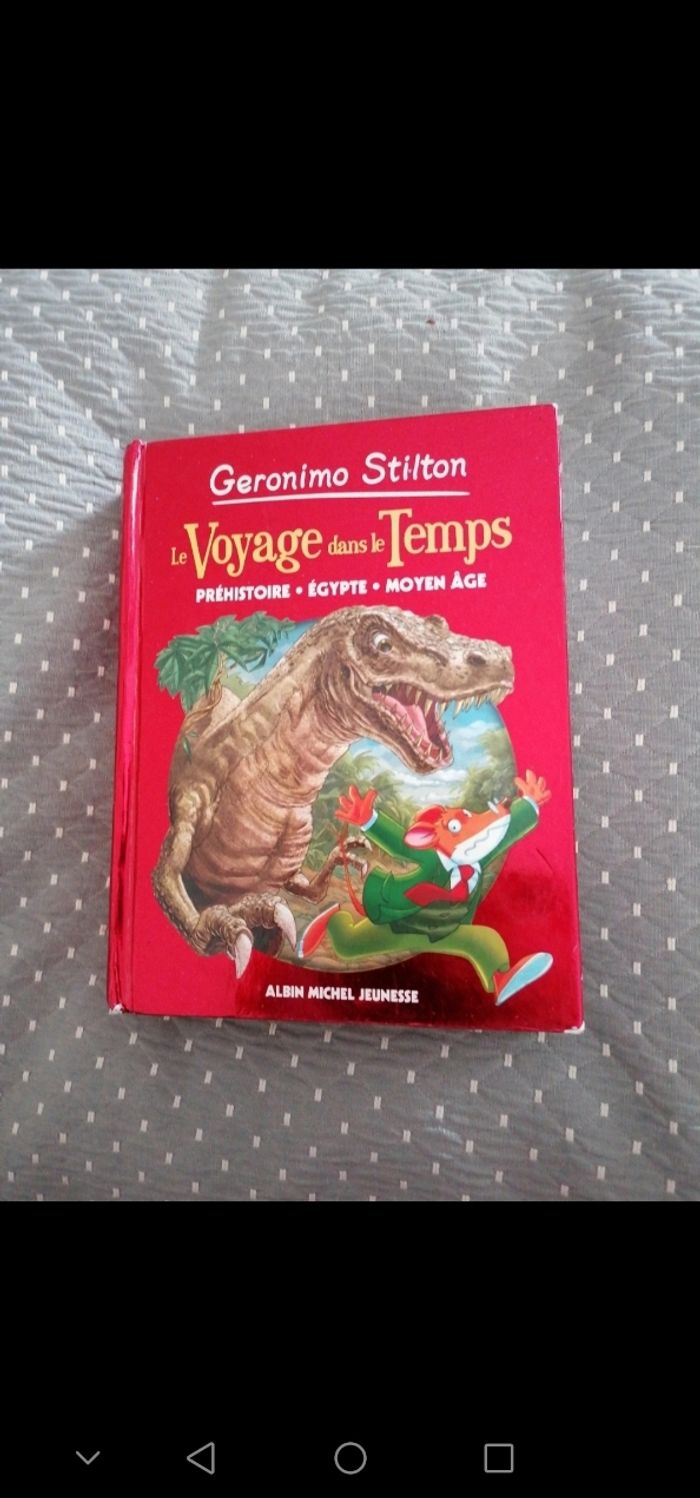 Geronimo Stilton
Le Voyage dans le Temps
PRÉHISTOIRE • ÉGYPTE • MOYEN ÂGE
ALBIN MICHEL JEUNESSE